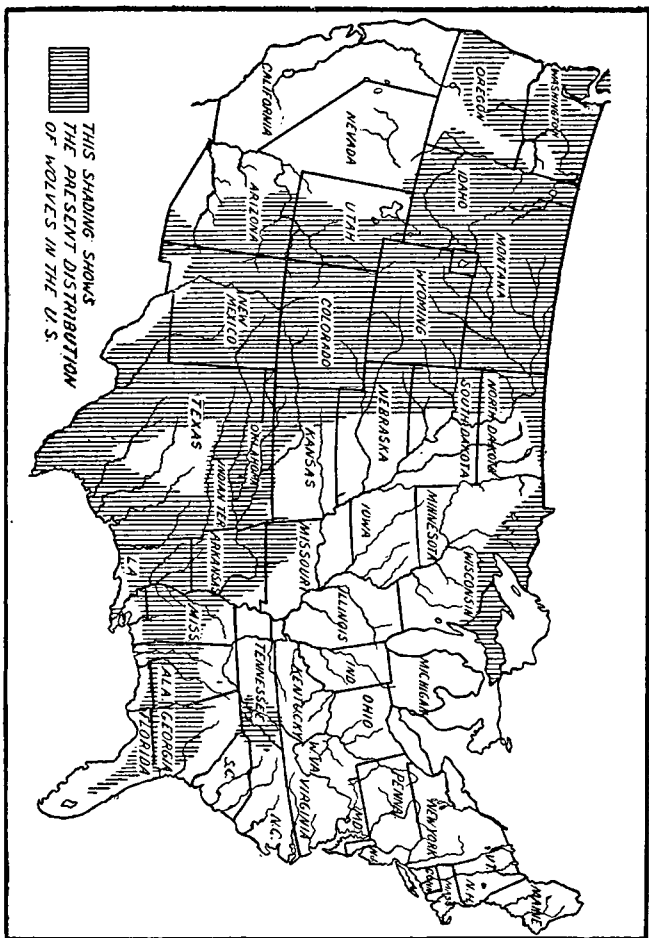 WASHINGTON
OREGON
CALIFORNIA
NEVADA
IDAHO
MONTANA
WYOMING
UTAH
ARIZONA
COLORADO
NEW
MEXICO
NORTH DAKOTA
SOUTH DAKOTA
NEBRASKA
KANSAS
OKLAHOMA
INDIAN TER.
TEXAS
MINNESOTA
IOWA
MISSOURI
ARKANSAS
LA.
WISCONSIN
ILLINOIS
MICHIGAN
IND.
OHIO
KENTUCKY
TENNESSEE
MISS.
ALA.
GEORGIA
FLORIDA
S.C.
N.C.
VIRGINIA
W.VA.
MD.
PENNA
NEW YORK
VT.
N.H.
MASS
CONN
MAINE
THIS SHADING SHOWS
THE PRESENT DISTRIBUTION
OF WOLVES IN THE U.S.